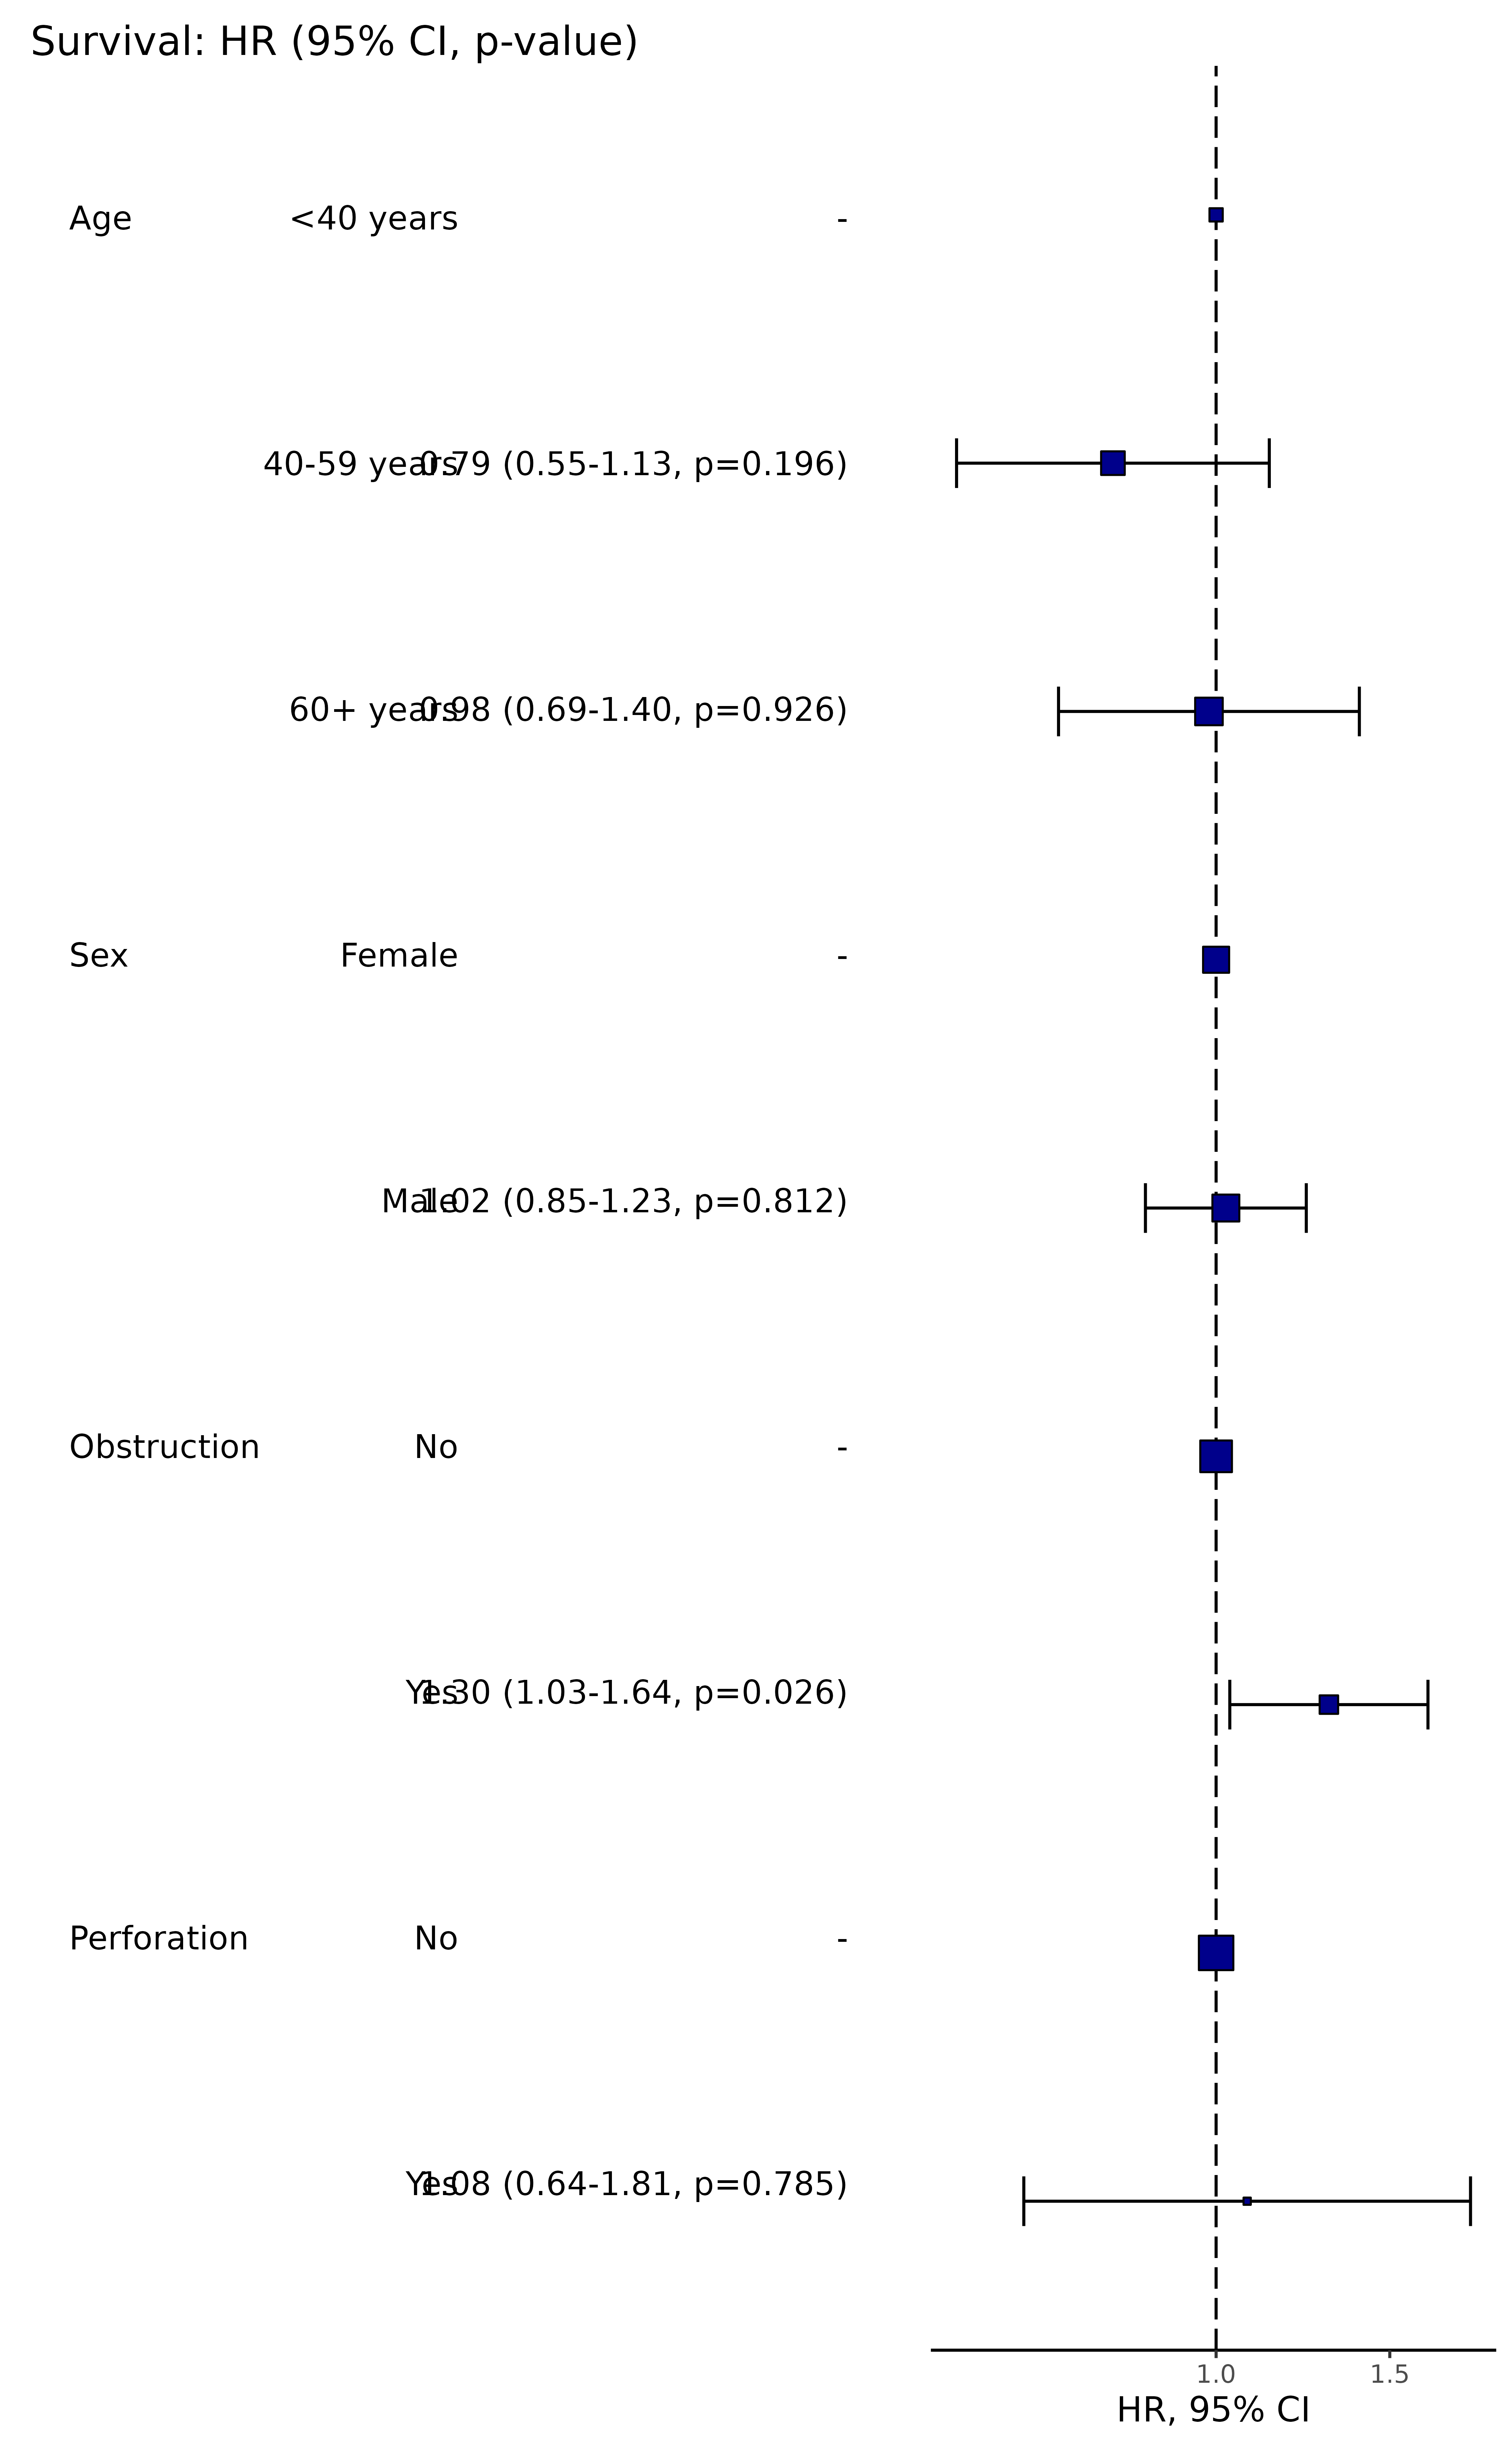 Survival: HR (95% CI, p-value)
Age <40 years -
40-59 years 0.79 (0.55-1.13, p=0.196)
60+ years 0.98 (0.69-1.40, p=0.926)
Sex Female -
Male 1.02 (0.85-1.23, p=0.812)
Obstruction No -
Yes 1.30 (1.03-1.64, p=0.026)
Perforation No -
Yes 1.08 (0.64-1.81, p=0.785)
1.0 1.5
HR, 95% CI